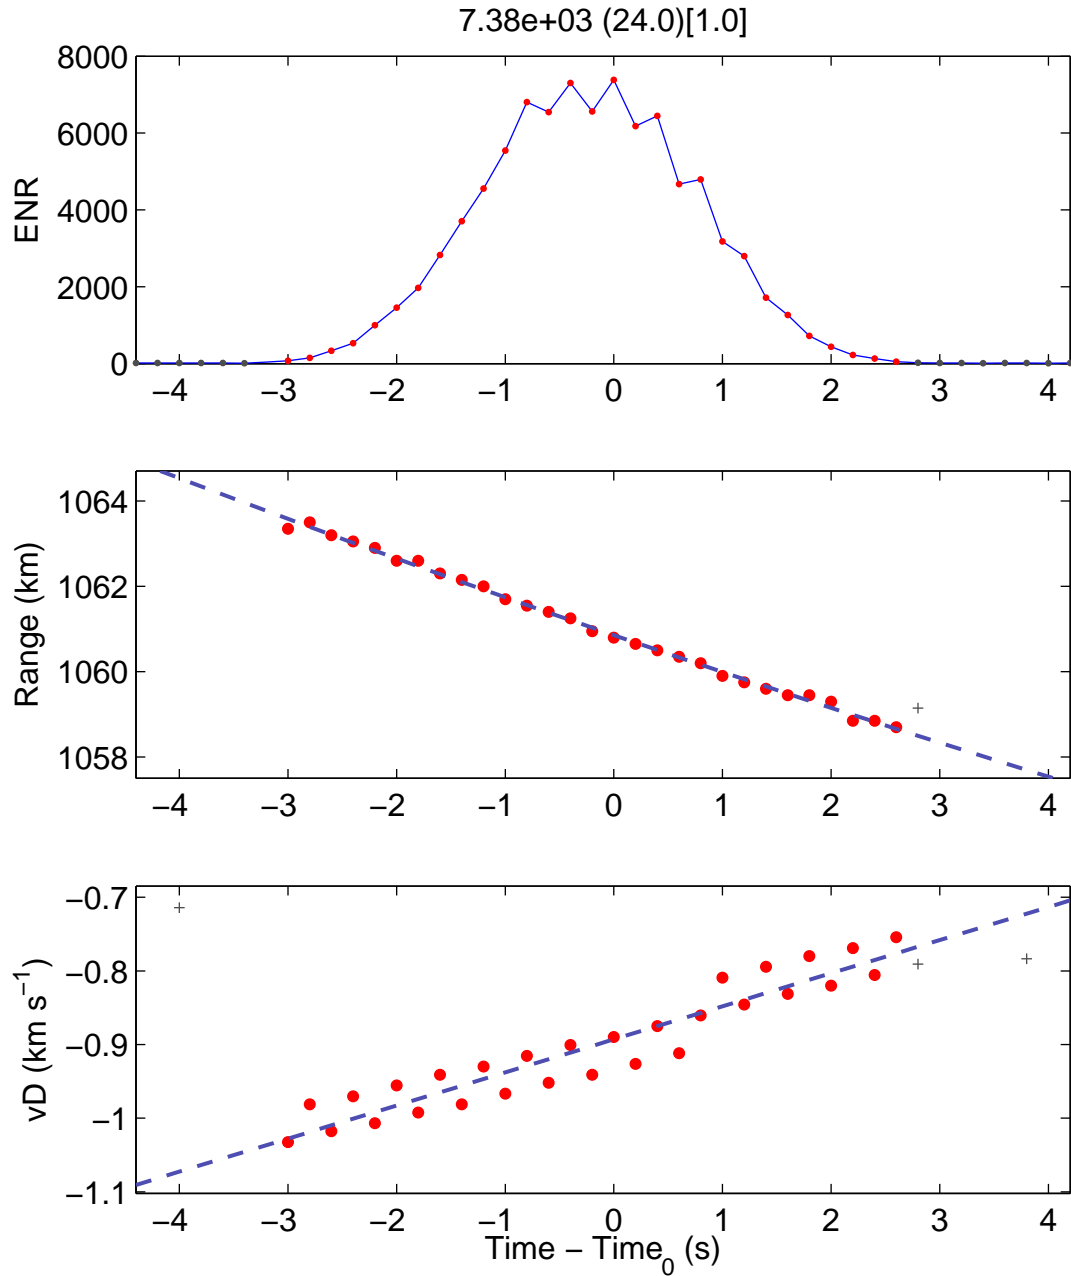 7.38e+03 (24.0)[1.0]
8000
6000
4000
2000
0
ENR
−4 −3 −2 −1 0 1 2 3 4
1064
1062
1060
1058
Range (km)
−4 −3 −2 −1 0 1 2 3 4
−0.7
−0.8
−0.9
−1
−1.1
vD (km s⁻¹)
−4 −3 −2 −1 0 1 2 3 4
Time − Time₀ (s)